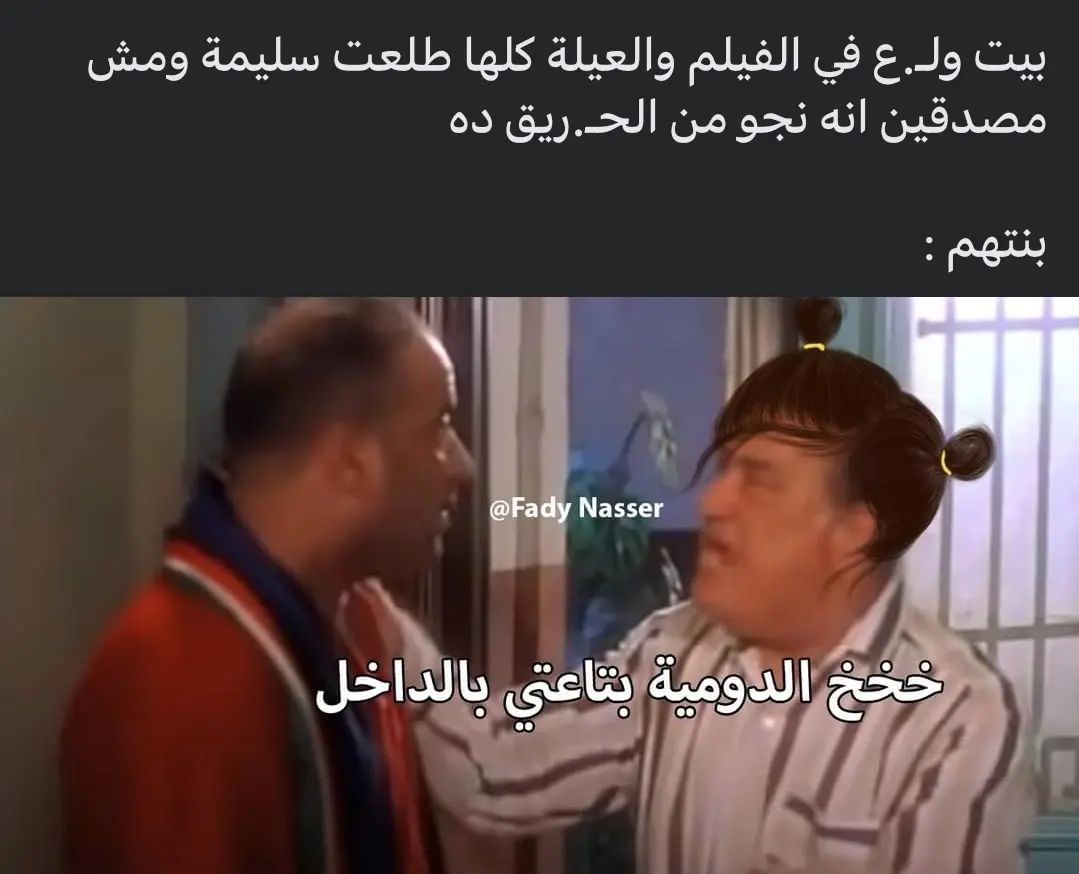 بيت ولـ.ع في الفيلم والعيلة كلها طلعت سليمة ومش
مصدقين انه نجو من الحـ.ريق ده
بنتهم :
@Fady Nasser
خخخ الدومية بتاعتي بالداخل